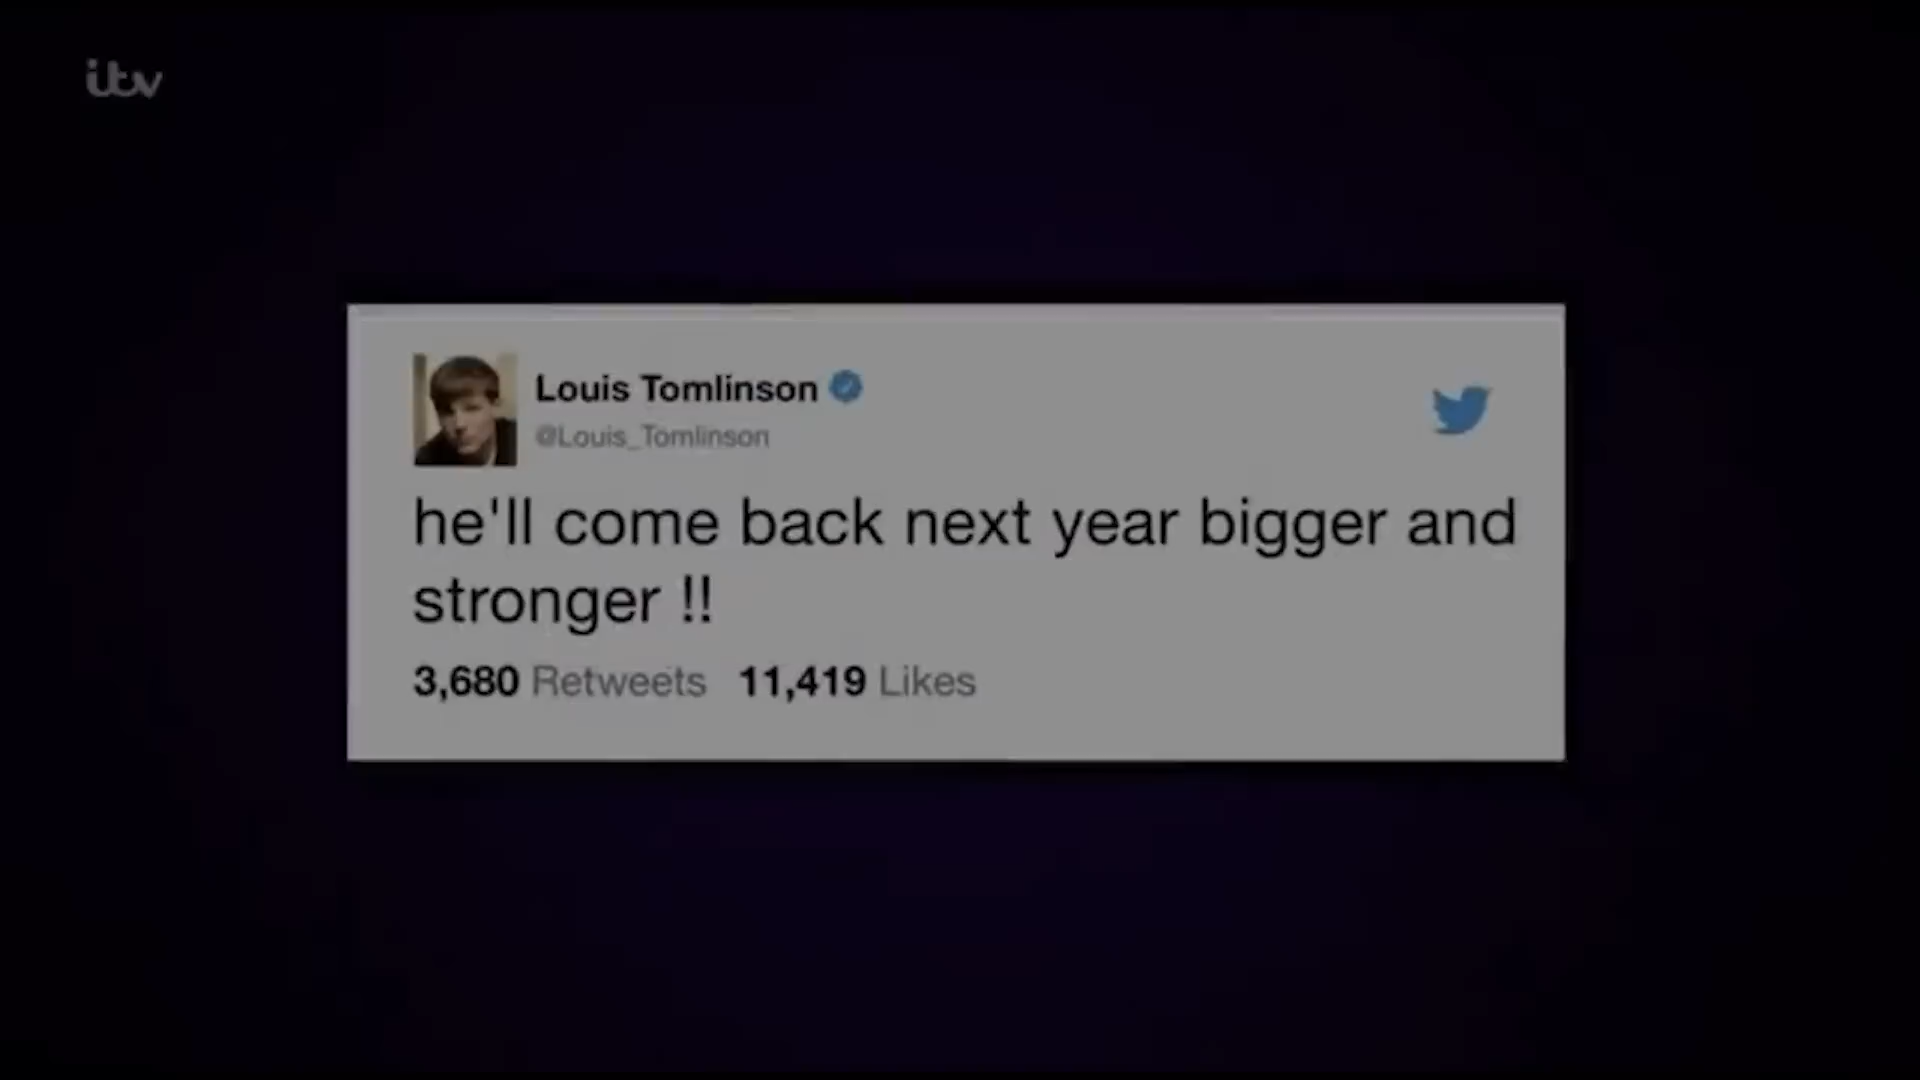 itv
Louis Tomlinson
@Louis_Tomlinson
he'll come back next year bigger and
stronger !!
3,680 Retweets 11,419 Likes